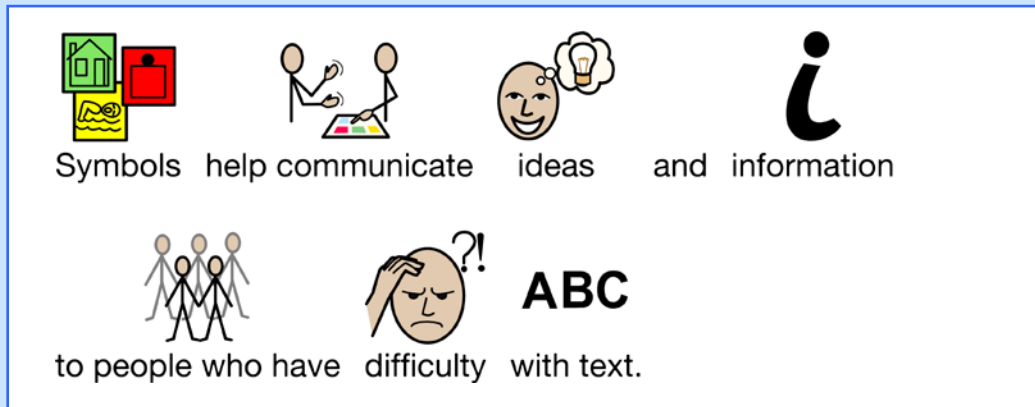 Symbols help communicate ideas and information
?!
ABC
to people who have difficulty with text.